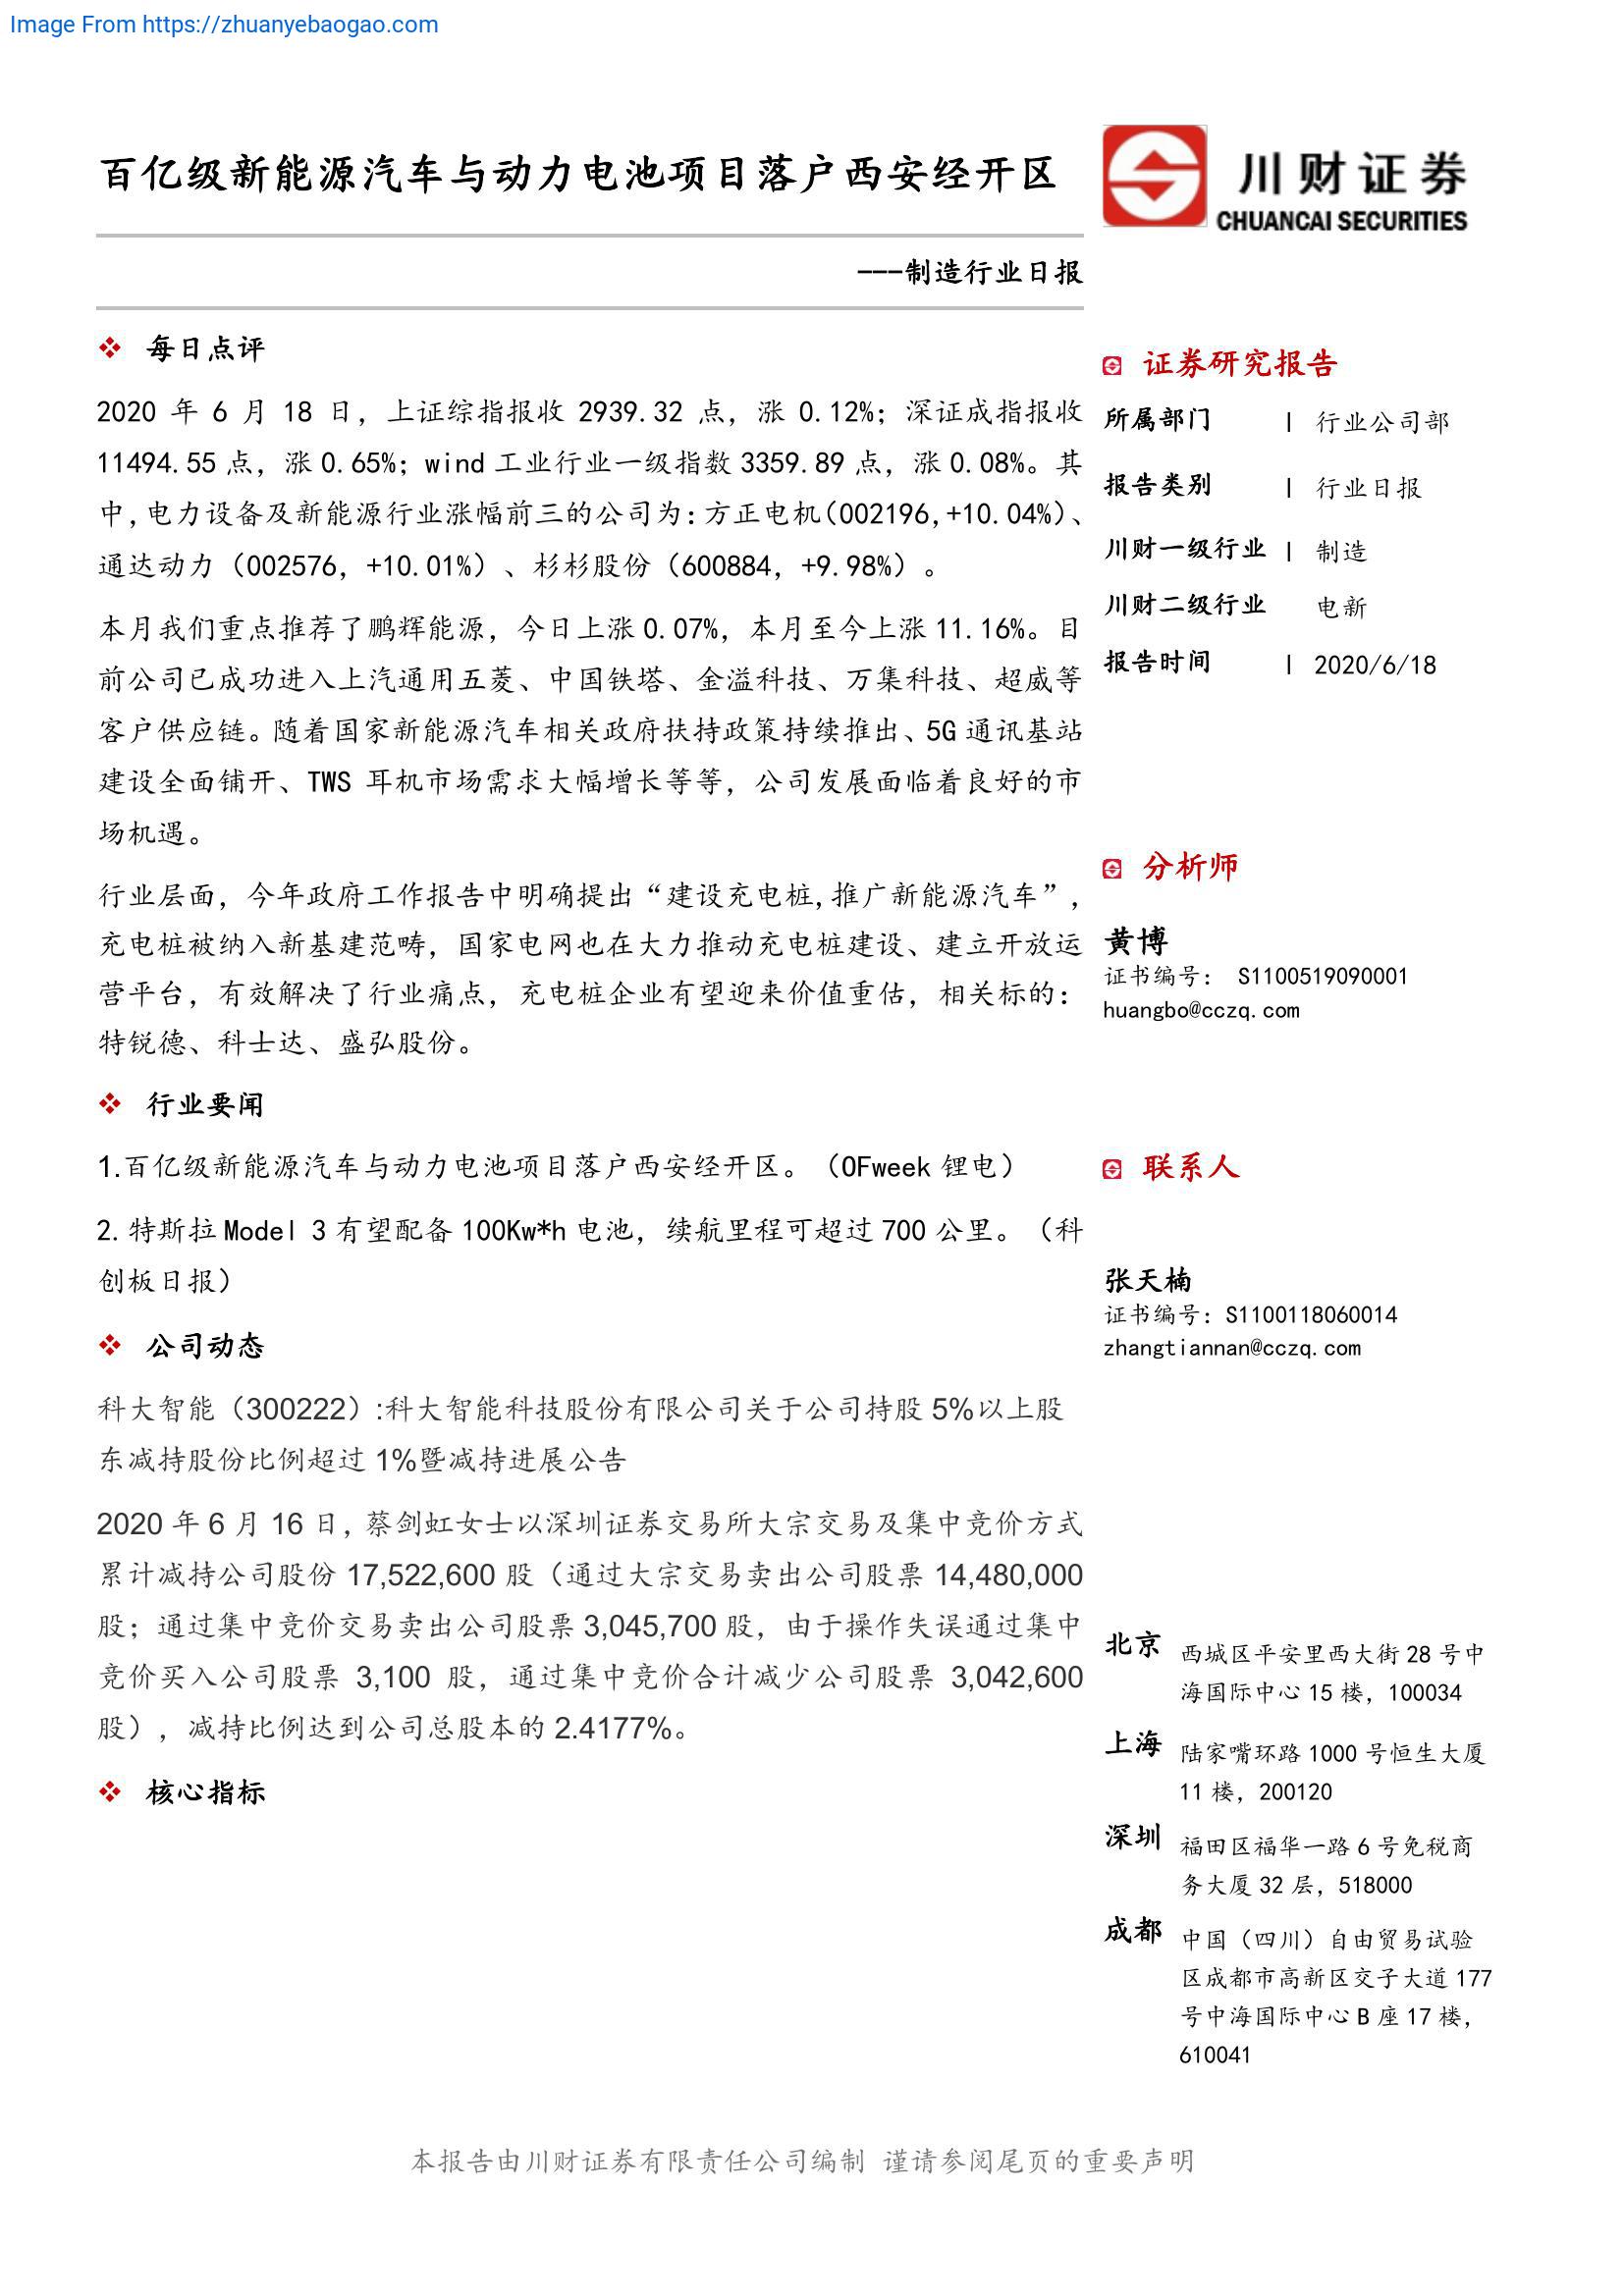 Image From https://zhuanyebaogao.com
百亿级新能源汽车与动力电池项目落户西安经开区
川财证券
CHUANCAI SECURITIES
---制造行业日报
每日点评
2020 年 6 月 18 日，上证综指报收 2939.32 点，涨 0.12%；深证成指报收
11494.55 点，涨 0.65%；wind 工业行业一级指数 3359.89 点，涨 0.08%。其
中，电力设备及新能源行业涨幅前三的公司为：方正电机（002196,+10.04%）、
通达动力（002576，+10.01%）、杉杉股份（600884，+9.98%）。
本月我们重点推荐了鹏辉能源，今日上涨 0.07%，本月至今上涨 11.16%。目
前公司已成功进入上汽通用五菱、中国铁塔、金溢科技、万集科技、超威等
客户供应链。随着国家新能源汽车相关政府扶持政策持续推出、5G 通讯基站
建设全面铺开、TWS 耳机市场需求大幅增长等等，公司发展面临着良好的市
场机遇。
行业层面，今年政府工作报告中明确提出“建设充电桩,推广新能源汽车”，
充电桩被纳入新基建范畴，国家电网也在大力推动充电桩建设、建立开放运
营平台，有效解决了行业痛点，充电桩企业有望迎来价值重估，相关标的：
特锐德、科士达、盛弘股份。
行业要闻
1.百亿级新能源汽车与动力电池项目落户西安经开区。（OFweek 锂电）
2. 特斯拉 Model 3 有望配备 100Kw*h 电池，续航里程可超过 700 公里。（科
创板日报）
公司动态
科大智能（300222）:科大智能科技股份有限公司关于公司持股 5%以上股
东减持股份比例超过 1%暨减持进展公告
2020 年 6 月 16 日，蔡剑虹女士以深圳证券交易所大宗交易及集中竞价方式
累计减持公司股份 17,522,600 股（通过大宗交易卖出公司股票 14,480,000
股；通过集中竞价交易卖出公司股票 3,045,700 股，由于操作失误通过集中
竞价买入公司股票 3,100 股，通过集中竞价合计减少公司股票 3,042,600
股），减持比例达到公司总股本的 2.4177%。
核心指标
证券研究报告
所属部门 | 行业公司部
报告类别 | 行业日报
川财一级行业 | 制造
川财二级行业 电新
报告时间 | 2020/6/18
分析师
黄博
证书编号： S1100519090001
huangbo@cczq.com
联系人
张天楠
证书编号：S1100118060014
zhangtiannan@cczq.com
北京 西城区平安里西大街 28 号中
海国际中心 15 楼，100034
上海 陆家嘴环路 1000 号恒生大厦
11 楼，200120
深圳 福田区福华一路 6 号免税商
务大厦 32 层，518000
成都 中国（四川）自由贸易试验
区成都市高新区交子大道 177
号中海国际中心 B 座 17 楼，
610041
本报告由川财证券有限责任公司编制 谨请参阅尾页的重要声明